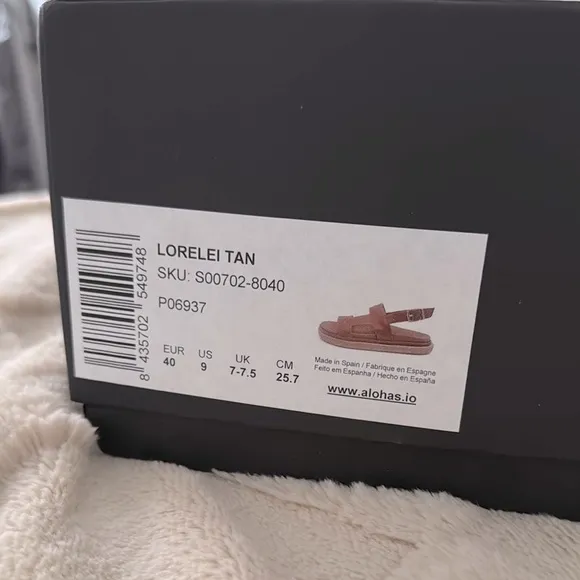 LORELEI TAN
SKU: S00702-8040
P06937
EUR US UK CM
40 9 7-7.5 25.7
8 435702 549748
Made in Spain / Fabrique en Espagne
Feito em Espanha / Hecho en España
www.alohas.io